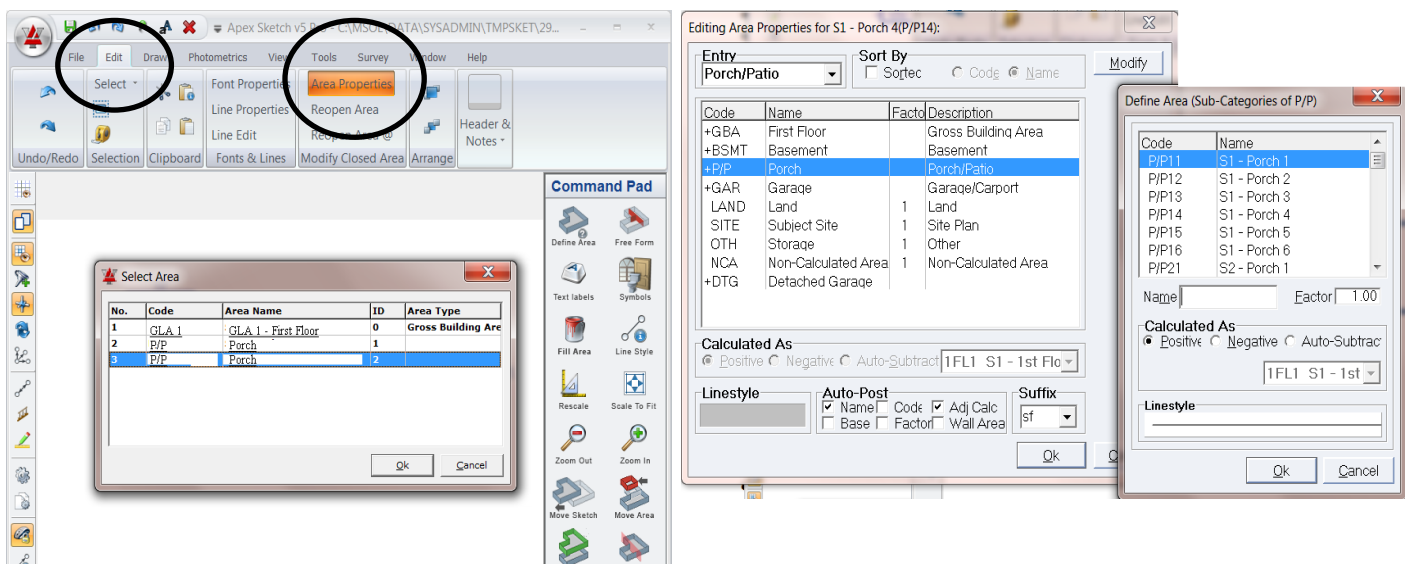 Apex Sketch v5 Pro - C:\MSOL\DATA\SYSADMIN\TMPSKET\29...
File Edit Draw Photometrics View Tools Survey Window Help
Select
Font Properties
Line Properties
Line Edit
Area Properties
Reopen Area
Reopen Area @
Header &
Notes
Undo/Redo Selection Clipboard Fonts & Lines Modify Closed Area Arrange
Command Pad
Define Area Free Form
Text labels Symbols
Fill Area Line Style
Rescale Scale To Fit
Zoom Out Zoom In
Move Sketch Move Area
Select Area
No. Code Area Name ID Area Type
1 GLA 1 GLA 1 - First Floor 0 Gross Building Are
2 P/P Porch 1
3 P/P Porch 2
Ok Cancel
Editing Area Properties for S1 - Porch 4(P/P14):
Entry
Porch/Patio
Sort By
Sortec Code Name
Modify
Code Name Facto Description
+GBA First Floor Gross Building Area
+BSMT Basement Basement
+P/P Porch Porch/Patio
+GAR Garage Garage/Carport
LAND Land 1 Land
SITE Subject Site 1 Site Plan
OTH Storage 1 Other
NCA Non-Calculated Area 1 Non-Calculated Area
+DTG Detached Garage
Calculated As
Positive Negative Auto-Subtract 1FL1 S1 - 1st Flo
Linestyle
Auto-Post
Name Code Adj Calc
Base Factor Wall Area
Suffix
sf
Ok
Define Area (Sub-Categories of P/P)
Code Name
P/P11 S1 - Porch 1
P/P12 S1 - Porch 2
P/P13 S1 - Porch 3
P/P14 S1 - Porch 4
P/P15 S1 - Porch 5
P/P16 S1 - Porch 6
P/P21 S2 - Porch 1
Name Factor 1.00
Calculated As
Positive Negative Auto-Subtrac
1FL1 S1 - 1st
Linestyle
Ok Cancel